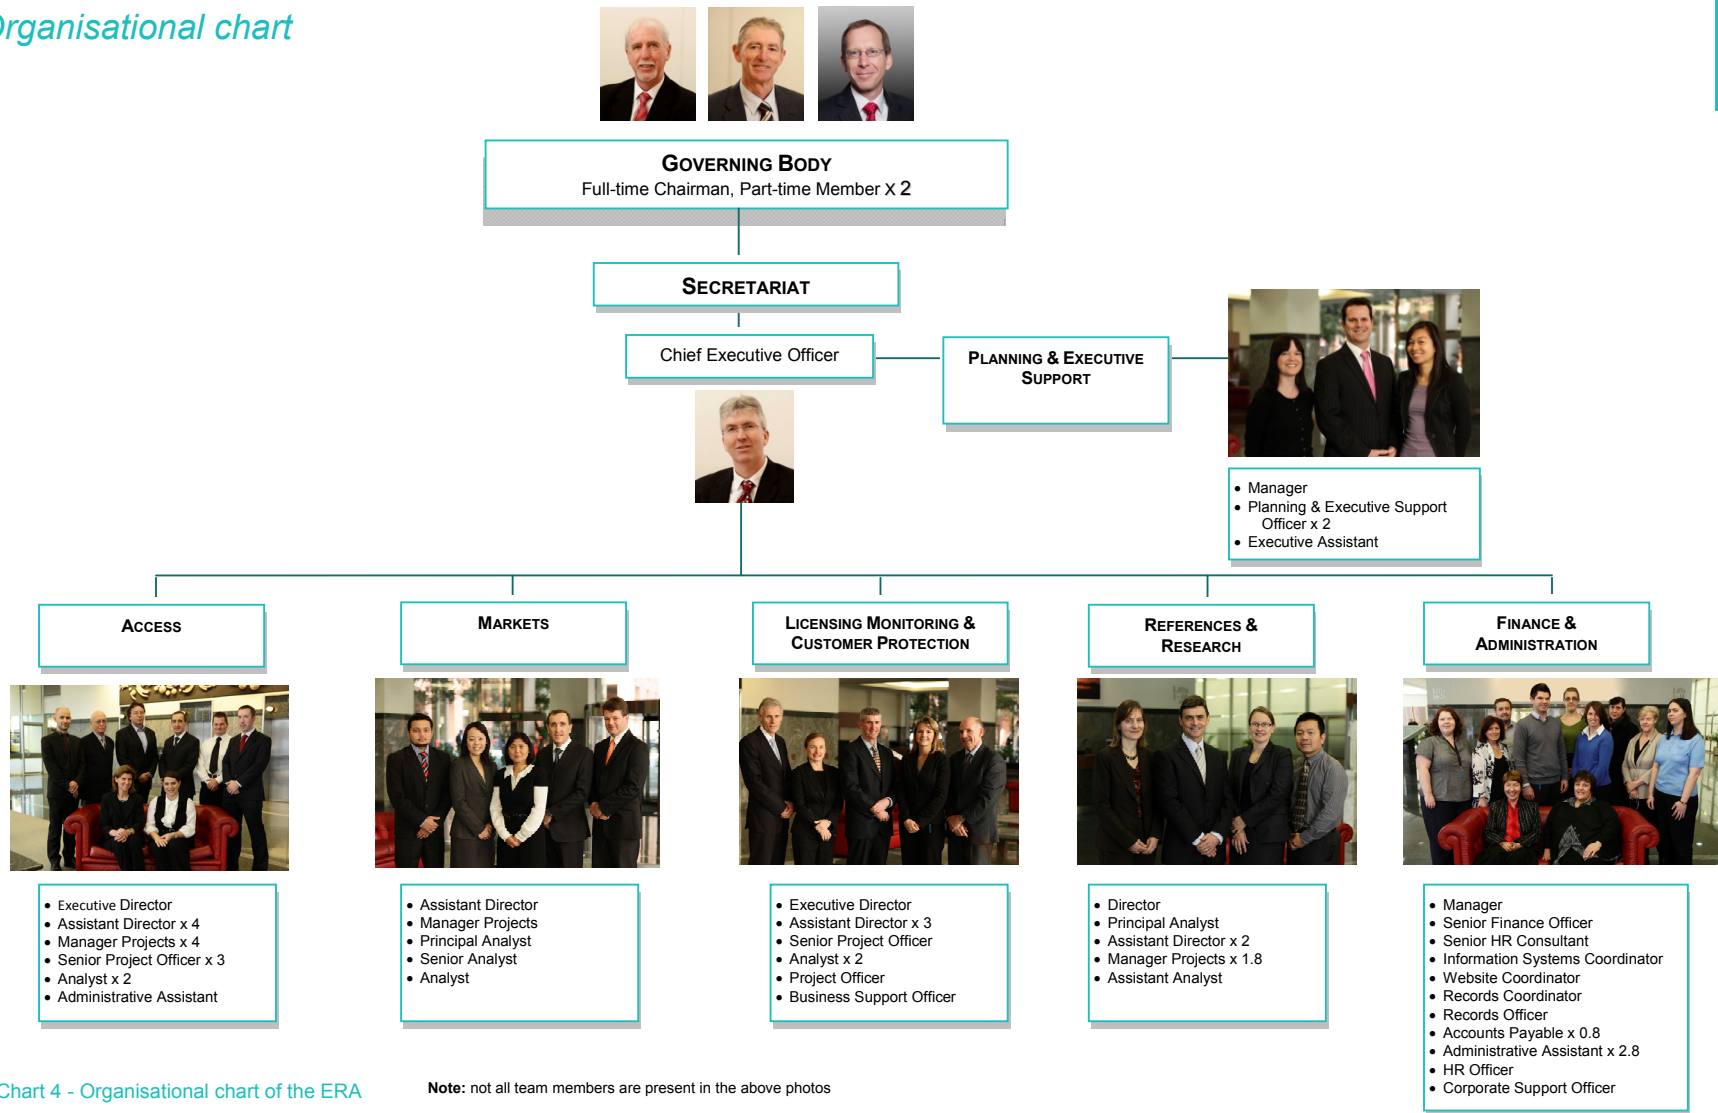 Organisational chart
GOVERNING BODY
Full-time Chairman, Part-time Member x 2
SECRETARIAT
Chief Executive Officer
PLANNING & EXECUTIVE
SUPPORT
• Manager
• Planning & Executive Support
Officer x 2
• Executive Assistant
ACCESS
• Executive Director
• Assistant Director x 4
• Manager Projects x 4
• Senior Project Officer x 3
• Analyst x 2
• Administrative Assistant
MARKETS
• Assistant Director
• Manager Projects
• Principal Analyst
• Senior Analyst
• Analyst
LICENSING MONITORING &
CUSTOMER PROTECTION
• Executive Director
• Assistant Director x 3
• Senior Project Officer
• Analyst x 2
• Project Officer
• Business Support Officer
REFERENCES &
RESEARCH
• Director
• Principal Analyst
• Assistant Director x 2
• Manager Projects x 1.8
• Assistant Analyst
FINANCE &
ADMINISTRATION
• Manager
• Senior Finance Officer
• Senior HR Consultant
• Information Systems Coordinator
• Website Coordinator
• Records Coordinator
• Records Officer
• Accounts Payable x 0.8
• Administrative Assistant x 2.8
• HR Officer
• Corporate Support Officer
Chart 4 - Organisational chart of the ERA
Note: not all team members are present in the above photos